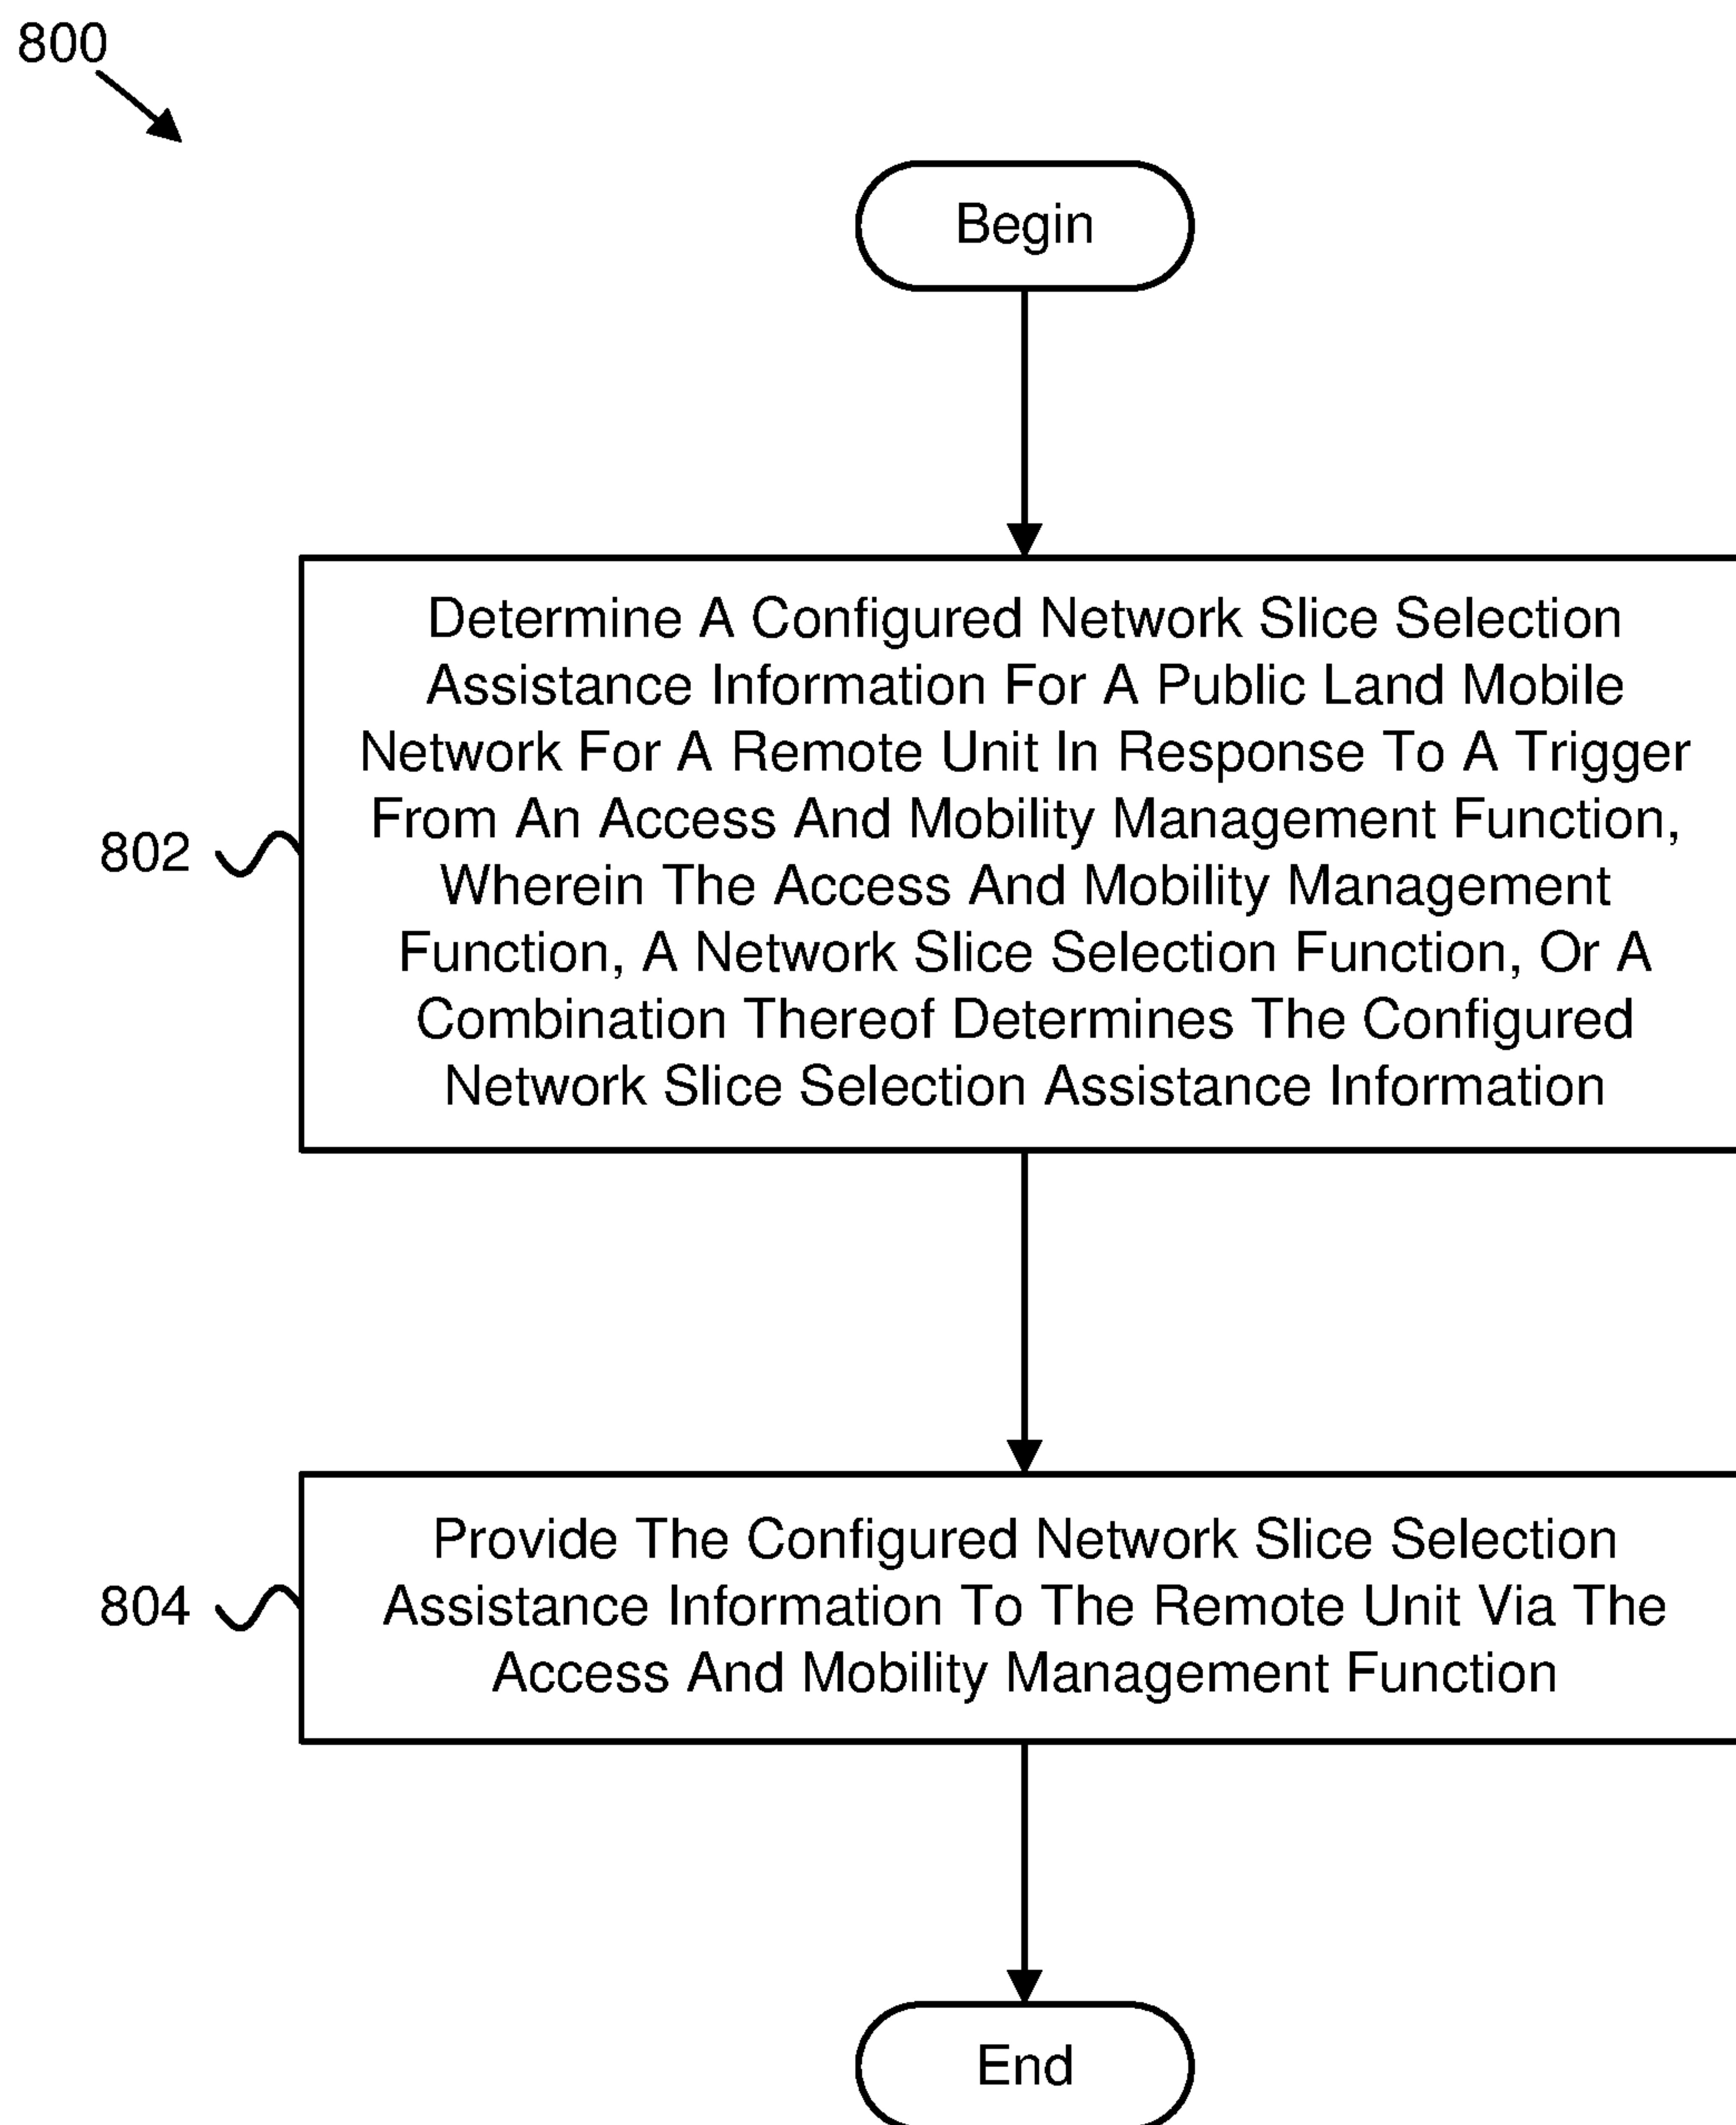 800
Begin
Determine A Configured Network Slice Selection
Assistance Information For A Public Land Mobile
Network For A Remote Unit In Response To A Trigger
From An Access And Mobility Management Function,
Wherein The Access And Mobility Management
Function, A Network Slice Selection Function, Or A
Combination Thereof Determines The Configured
Network Slice Selection Assistance Information
802
Provide The Configured Network Slice Selection
Assistance Information To The Remote Unit Via The
Access And Mobility Management Function
804
End